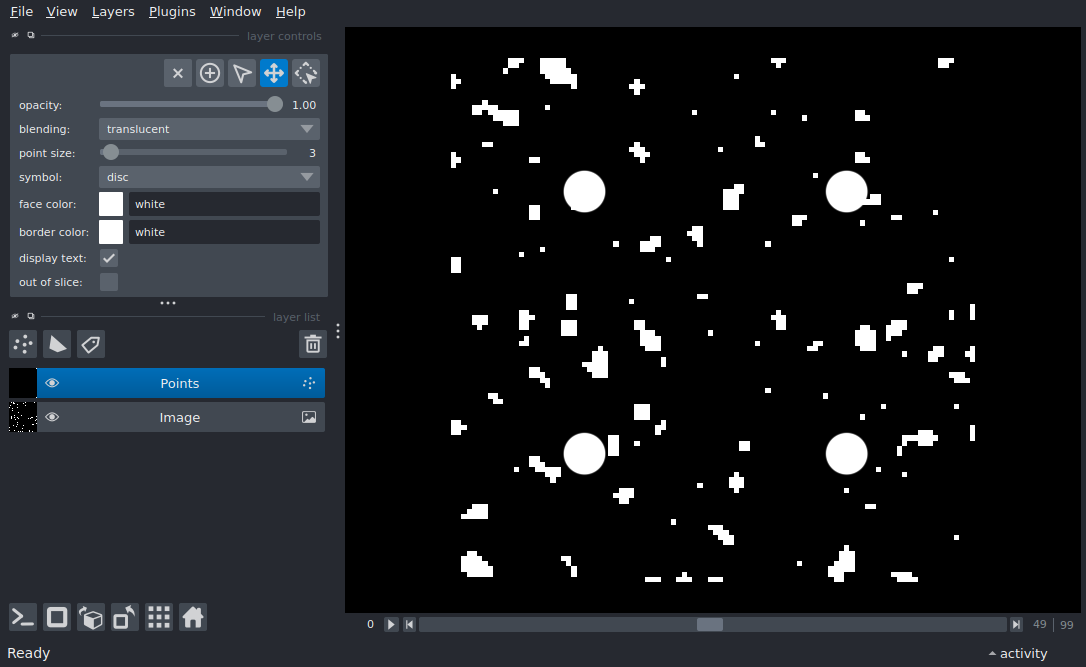 File View Layers Plugins Window Help
layer controls
opacity: 1.00
blending: translucent
point size: 3
symbol: disc
face color: white
border color: white
display text:
out of slice:
layer list
Points
Image
0 49 99
Ready activity